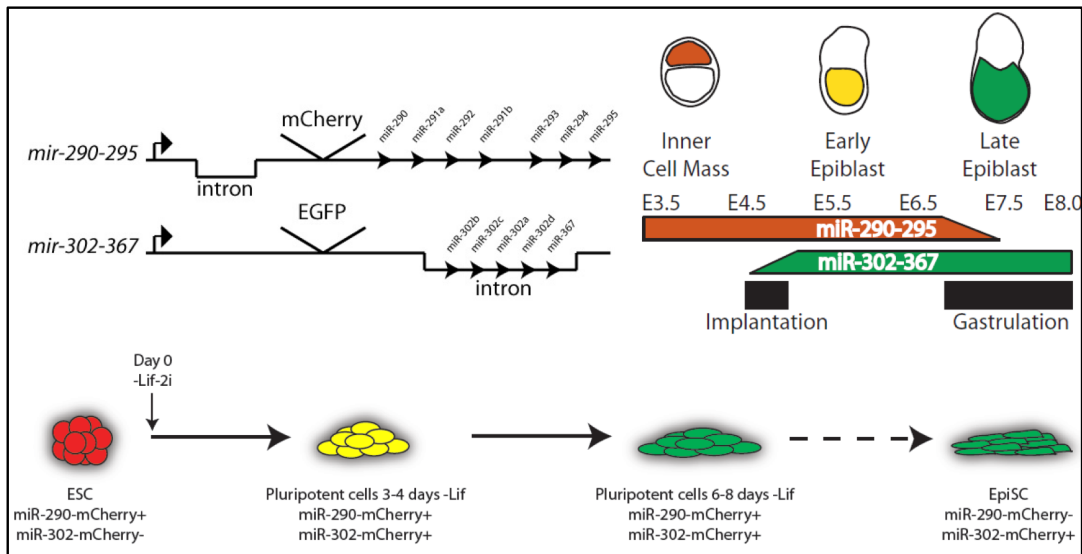 mir-290-295
mCherry
miR-290
miR-291a
miR-292
miR-291b
miR-293
miR-294
miR-295
intron
mir-302-367
EGFP
miR-302b
miR-302c
miR-302a
miR-302d
miR-367
intron
Inner
Cell Mass
Early
Epiblast
Late
Epiblast
E3.5 E4.5 E5.5 E6.5 E7.5 E8.0
miR-290-295
miR-302-367
Implantation
Gastrulation
Day 0
-Lif-2i
ESC
miR-290-mCherry+
miR-302-mCherry-
Pluripotent cells 3-4 days -Lif
miR-290-mCherry+
miR-302-mCherry+
Pluripotent cells 6-8 days -Lif
miR-290-mCherry+
miR-302-mCherry+
EpiSC
miR-290-mCherry-
miR-302-mCherry+